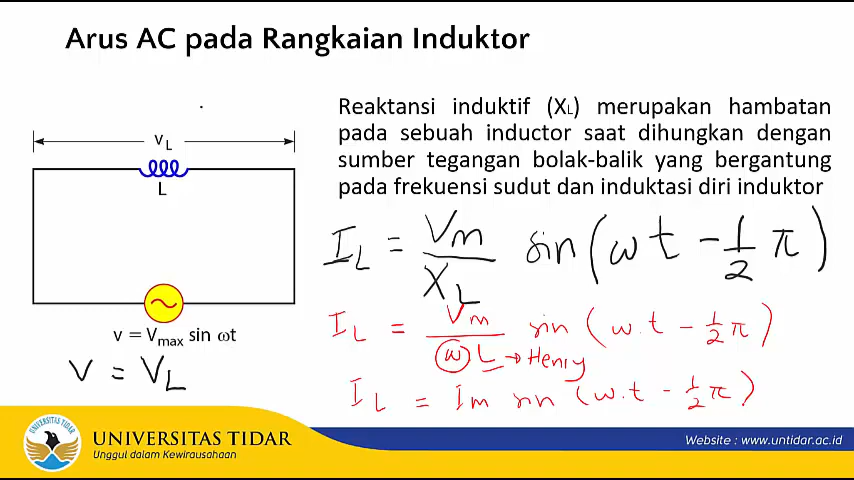 Arus AC pada Rangkaian Induktor
Reaktansi induktif (XL) merupakan hambatan
pada sebuah inductor saat dihungkan dengan
sumber tegangan bolak-balik yang bergantung
pada frekuensi sudut dan induktasi diri induktor
vL
L
v = Vmax sin ωt
V = VL
IL = Vm/XL sin (ωt - 1/2 π)
IL = Vm/ωL → Henry sin (ω.t - 1/2 π)
IL = Im sin (ω.t - 1/2 π)
UNIVERSITAS TIDAR
UNIVERSITAS TIDAR
Unggul dalam Kewirausahaan
Website : www.untidar.ac.id